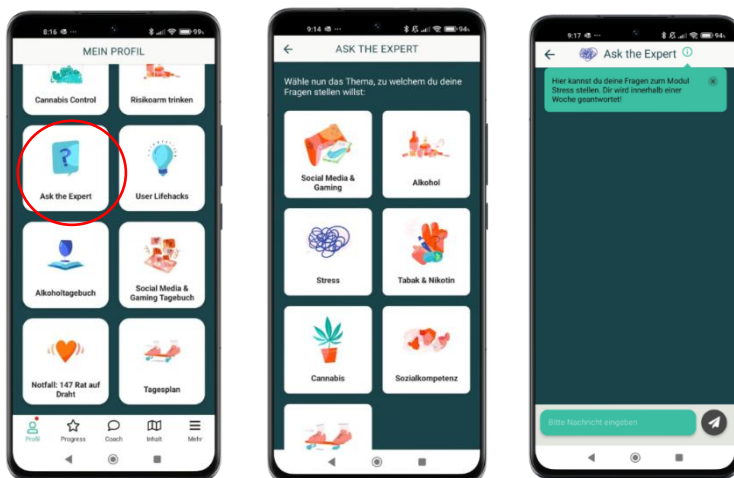 8:16
99%
MEIN PROFIL
Cannabis Control
Risikoarm trinken
?
Ask the Expert
User Lifehacks
Alkoholtagebuch
Social Media &
Gaming Tagebuch
Notfall: 147 Rat auf
Draht
Tagesplan
Profil
Progress
Coach
Inhalt
Mehr
9:14
94%
ASK THE EXPERT
Wähle nun das Thema, zu welchem du deine
Fragen stellen willst:
Social Media &
Gaming
Alkohol
Stress
Tabak & Nikotin
Cannabis
Sozialkompetenz
9:17
94%
Ask the Expert
Hier kannst du deine Fragen zum Modul
Stress stellen. Dir wird innerhalb einer
Woche geantwortet!
Bitte Nachricht eingeben